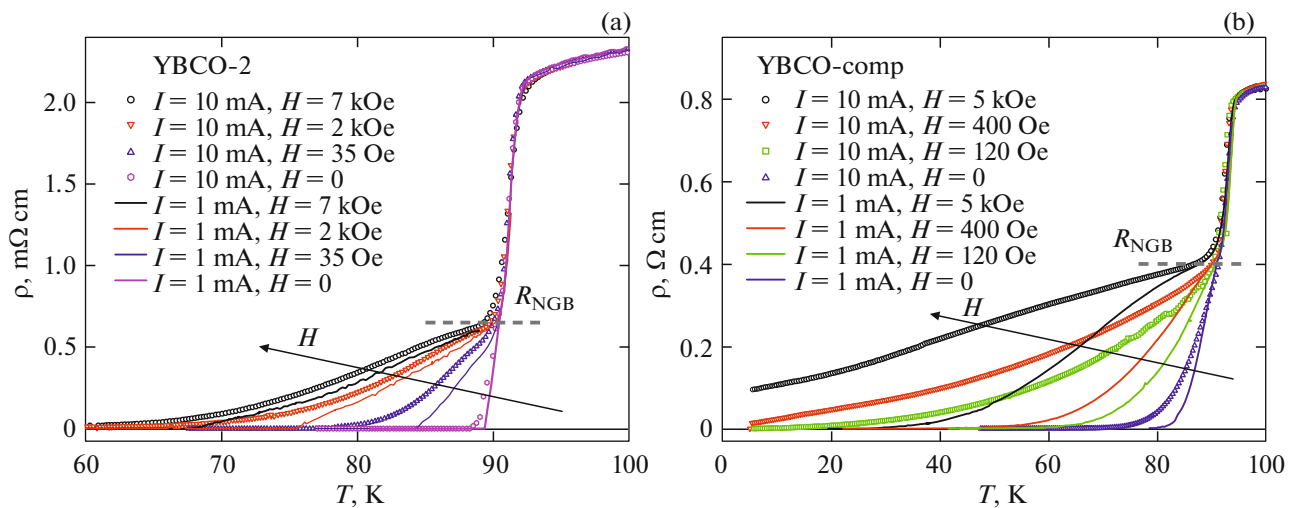 (a)
YBCO-2
I = 10 mA, H = 7 kOe
I = 10 mA, H = 2 kOe
I = 10 mA, H = 35 Oe
I = 10 mA, H = 0
I = 1 mA, H = 7 kOe
I = 1 mA, H = 2 kOe
I = 1 mA, H = 35 Oe
I = 1 mA, H = 0
R_NGB
H
ρ, mΩ cm
2.0
1.5
1.0
0.5
0
60
70
80
90
100
T, K
(b)
YBCO-comp
I = 10 mA, H = 5 kOe
I = 10 mA, H = 400 Oe
I = 10 mA, H = 120 Oe
I = 10 mA, H = 0
I = 1 mA, H = 5 kOe
I = 1 mA, H = 400 Oe
I = 1 mA, H = 120 Oe
I = 1 mA, H = 0
R_NGB
H
ρ, Ω cm
0.8
0.6
0.4
0.2
0
0
20
40
60
80
100
T, K